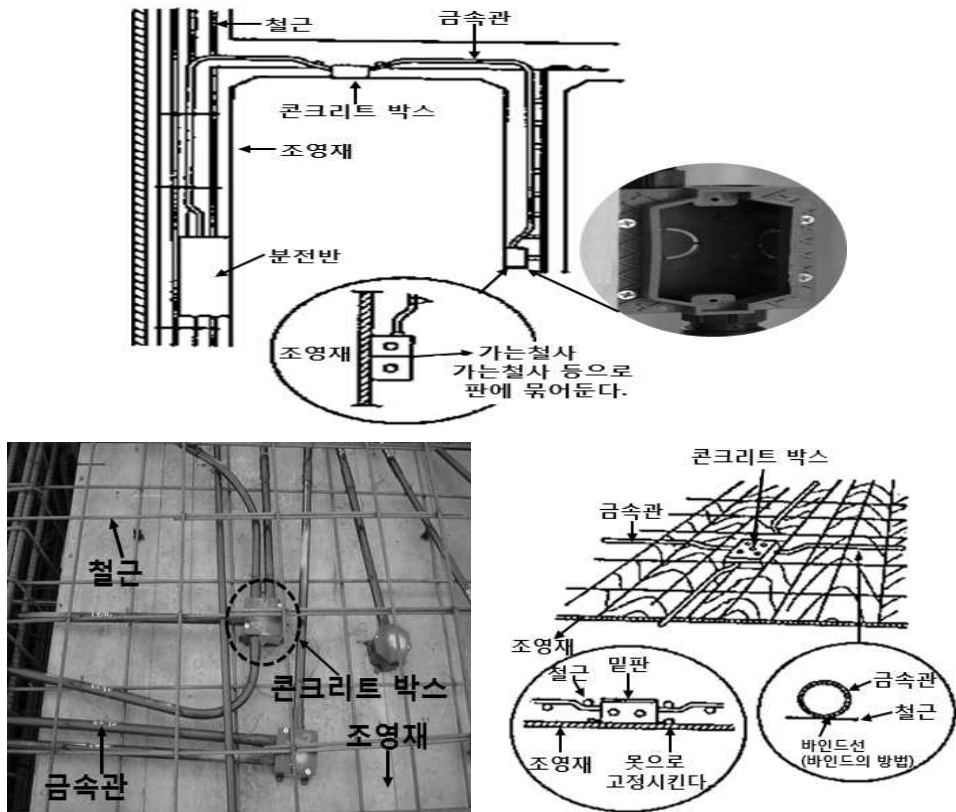 철근
금속관
콘크리트 박스
조영재
분전반
조영재
가는철사
가는철사 등으로
판에 묶어둔다.
철근
콘크리트 박스
조영재
금속관
콘크리트 박스
금속관
조영재
철근
밑판
조영재
못으로
고정시킨다
금속관
철근
바인드선
(바인드의 방법)